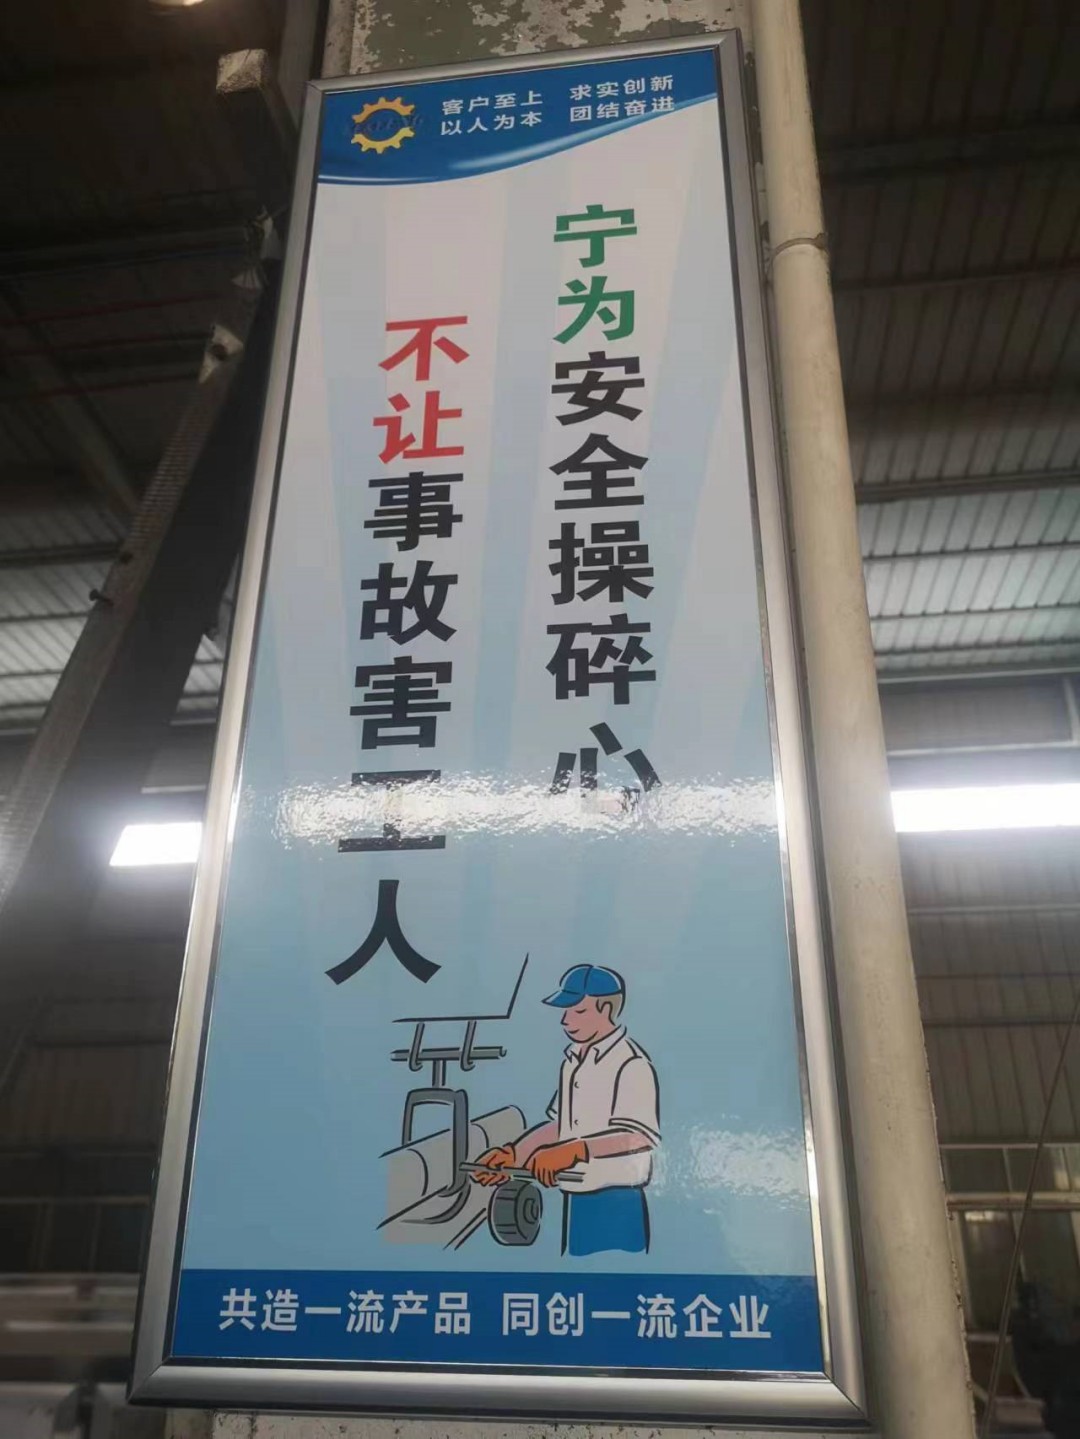 客户至上 求实创新
以人为本 团结奋进
宁为安全操碎心
不让事故害工人
共造一流产品 同创一流企业